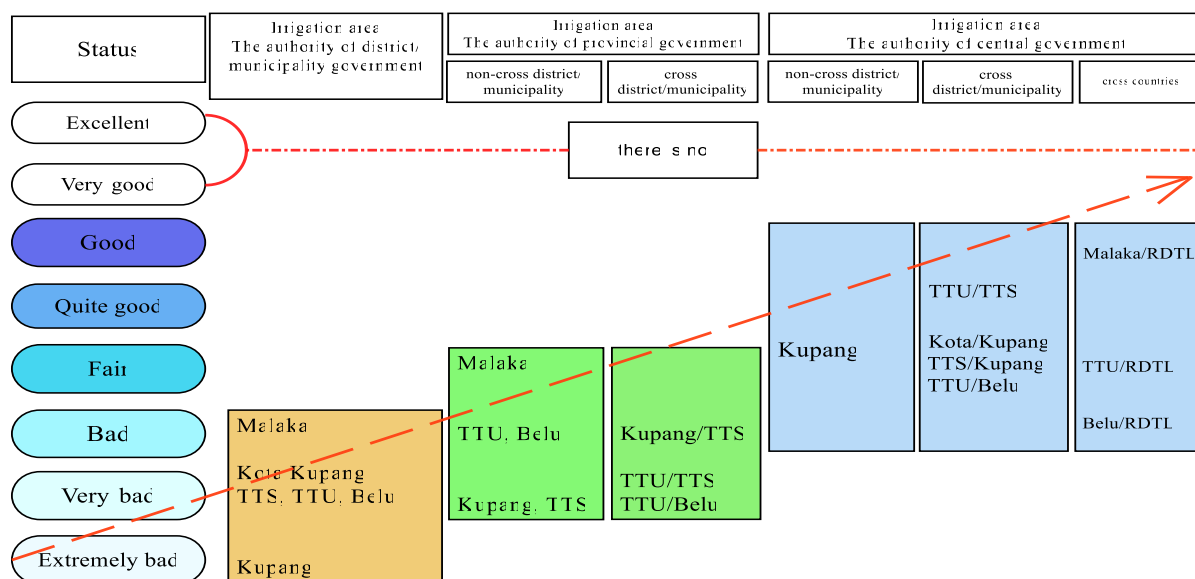 Status
Irrigation area
The authority of district/
municipality government
Irrigation area
The authority of provincial government
Irrigation area
The authority of central government
non-cross district/
municipality
cross
district/municipality
non-cross district/
municipality
cross
district/municipality
cross countries
Excellent
there is no
Very good
Good
Quite good
Fair
Bad
Very bad
Extremely bad
Malaka
Kota Kupang
TTS, TTU, Belu
Kupang
Malaka
TTU, Belu
Kupang, TTS
Kupang/TTS
TTU/TTS
TTU/Belu
Kupang
TTU/TTS
Kota/Kupang
TTS/Kupang
TTU/Belu
Malaka/RDTL
TTU/RDTL
Belu/RDTL